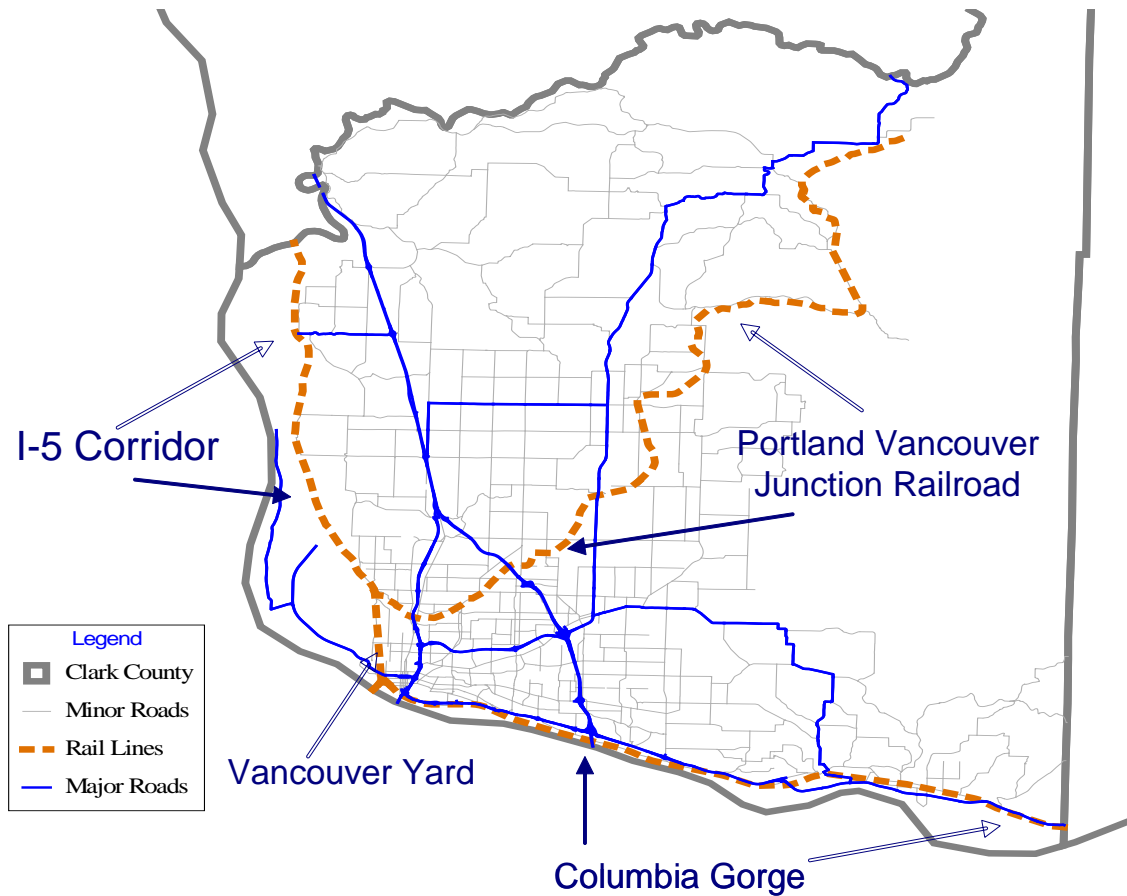 I-5 Corridor
Portland Vancouver
Junction Railroad
Legend
Clark County
Minor Roads
Rail Lines
Major Roads
Vancouver Yard
Columbia Gorge